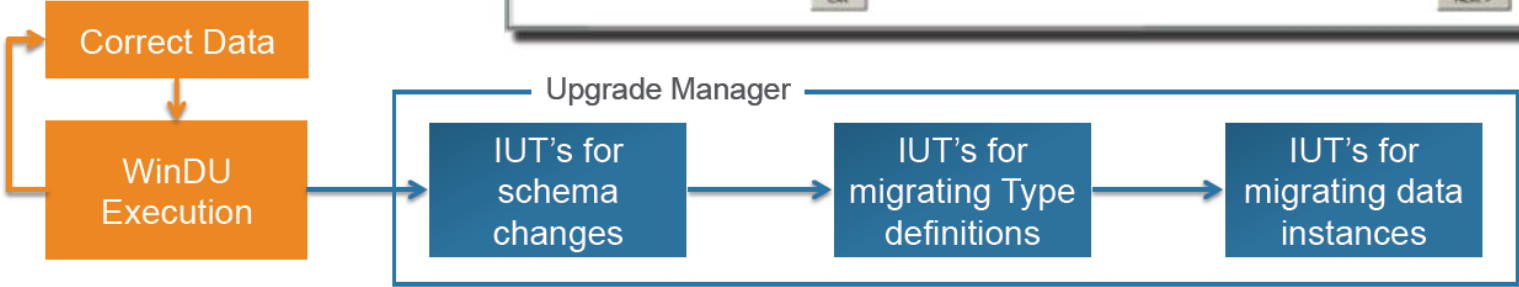 Correct Data
WinDU
Execution
Upgrade Manager
IUT's for
schema
changes
IUT's for
migrating Type
definitions
IUT's for
migrating data
instances